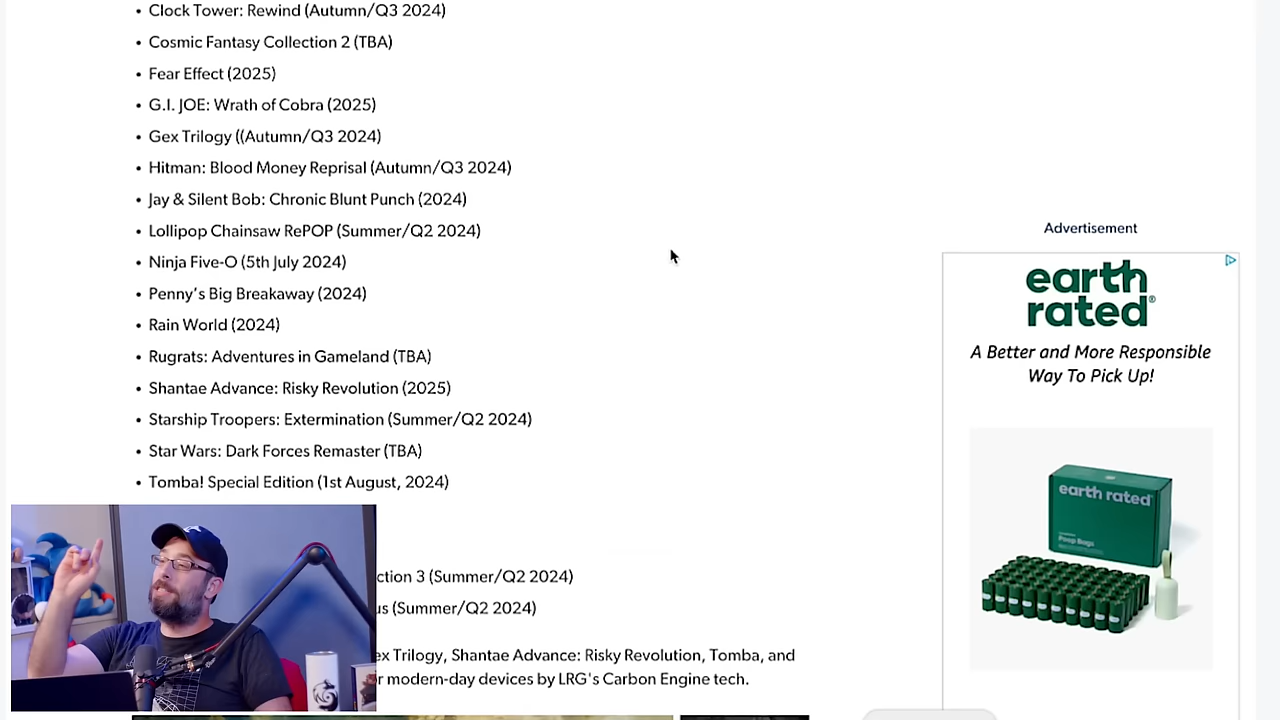 • Clock Tower: Rewind (Autumn/Q3 2024)
• Cosmic Fantasy Collection 2 (TBA)
• Fear Effect (2025)
• G.I. JOE: Wrath of Cobra (2025)
• Gex Trilogy ((Autumn/Q3 2024)
• Hitman: Blood Money Reprisal (Autumn/Q3 2024)
• Jay & Silent Bob: Chronic Blunt Punch (2024)
• Lollipop Chainsaw RePOP (Summer/Q2 2024)
• Ninja Five-O (5th July 2024)
• Penny's Big Breakaway (2024)
• Rain World (2024)
• Rugrats: Adventures in Gameland (TBA)
• Shantae Advance: Risky Revolution (2025)
• Starship Troopers: Extermination (Summer/Q2 2024)
• Star Wars: Dark Forces Remaster (TBA)
• Tomba! Special Edition (1st August, 2024)
ction 3 (Summer/Q2 2024)
us (Summer/Q2 2024)
ex Trilogy, Shantae Advance: Risky Revolution, Tomba, and
r modern-day devices by LRG's Carbon Engine tech.
Advertisement
earth
rated®
A Better and More Responsible
Way To Pick Up!
earth rated
Poop Bags